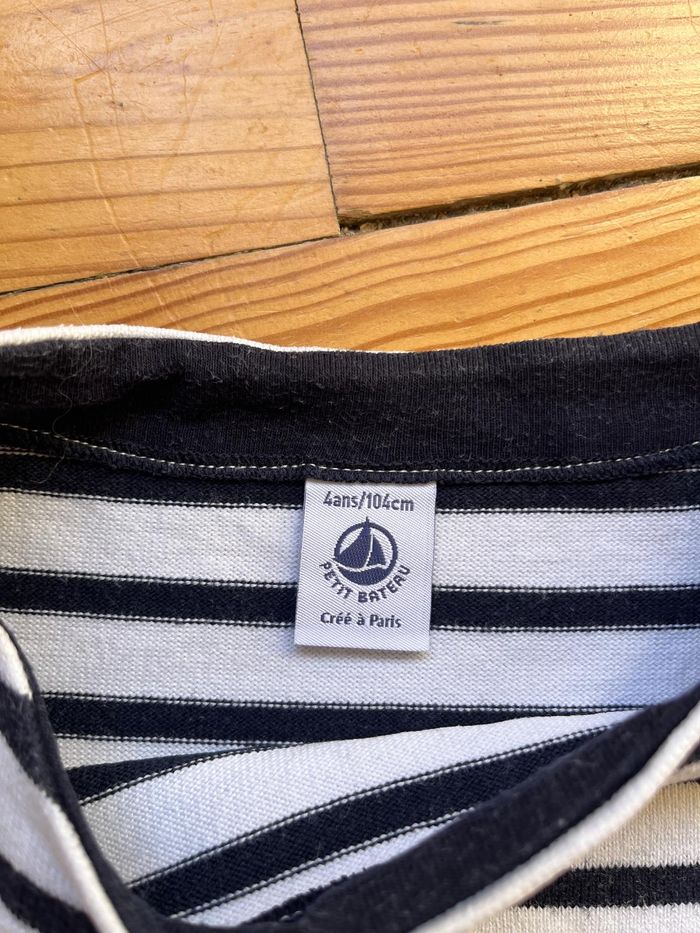 4ans/104cm
PETIT BATEAU
Créé à Paris